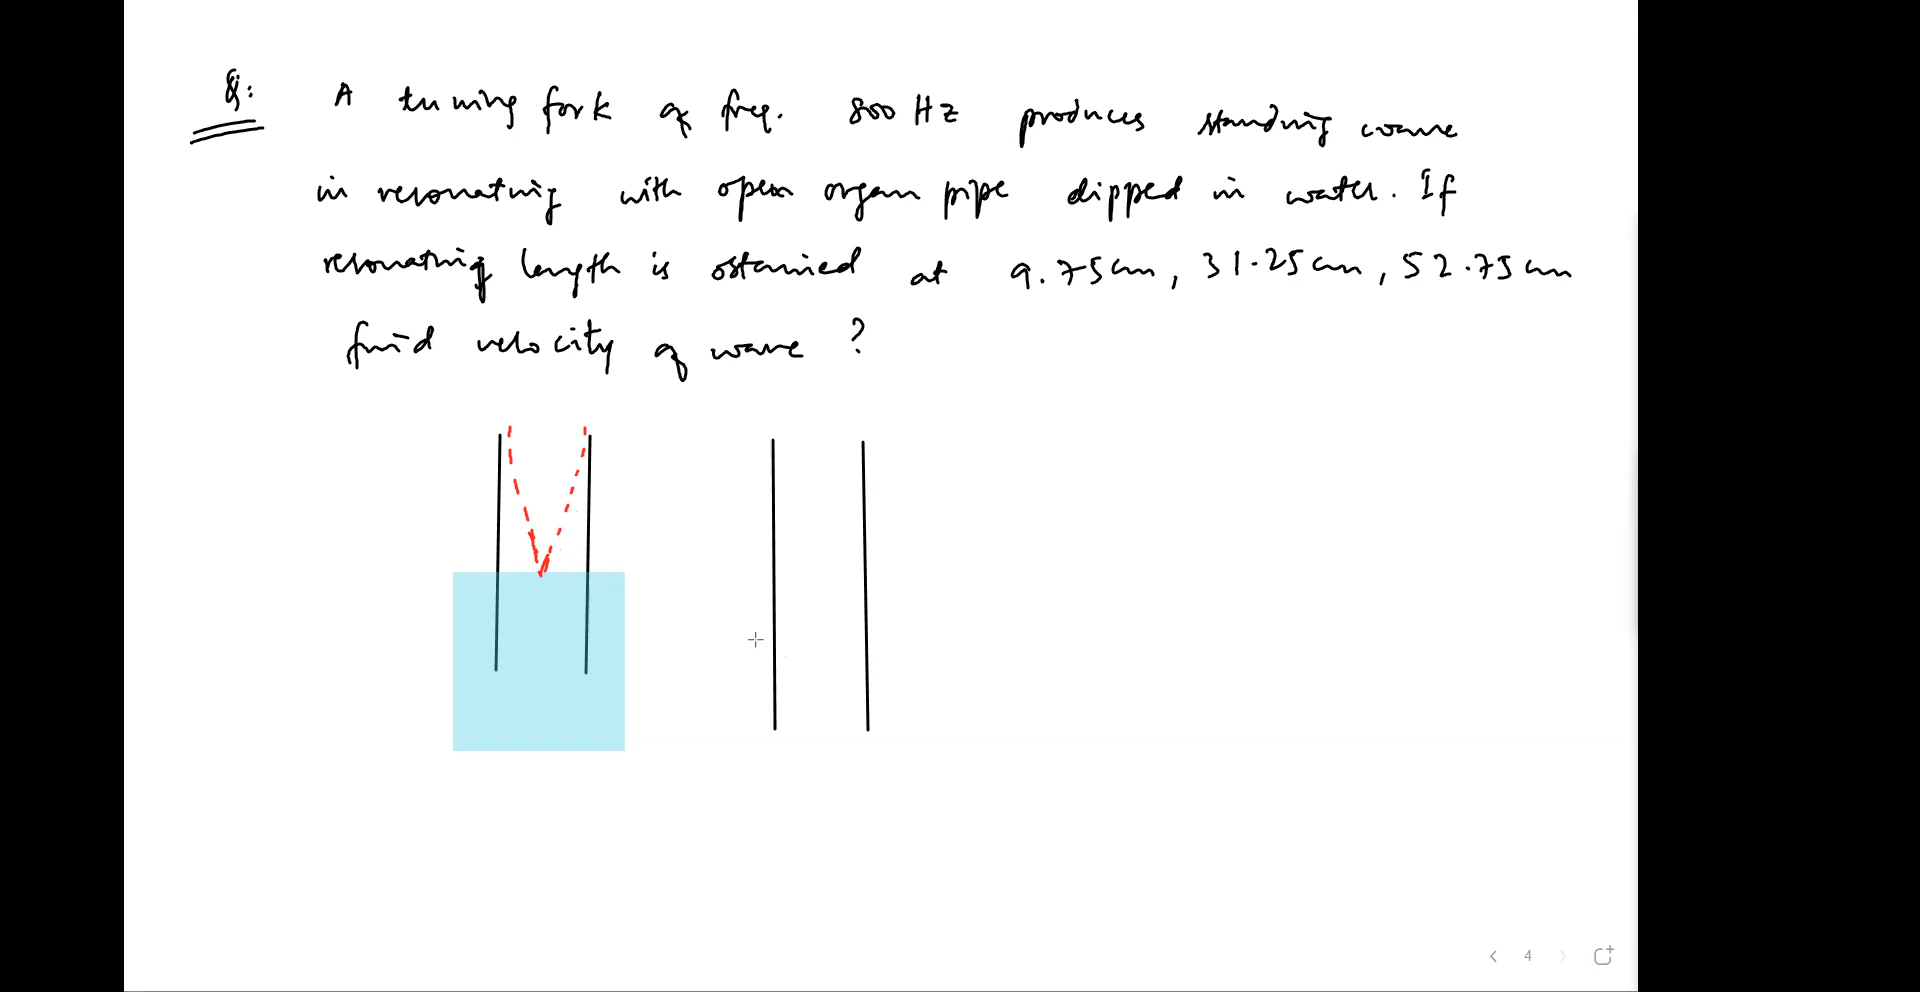 Q:
A tuning fork of freq. 800 Hz produces standing wave
in resonating with open organ pipe dipped in water. If
resonating length is obtained at 9.75cm, 31.25cm, 52.75cm
find velocity of wave ?
4